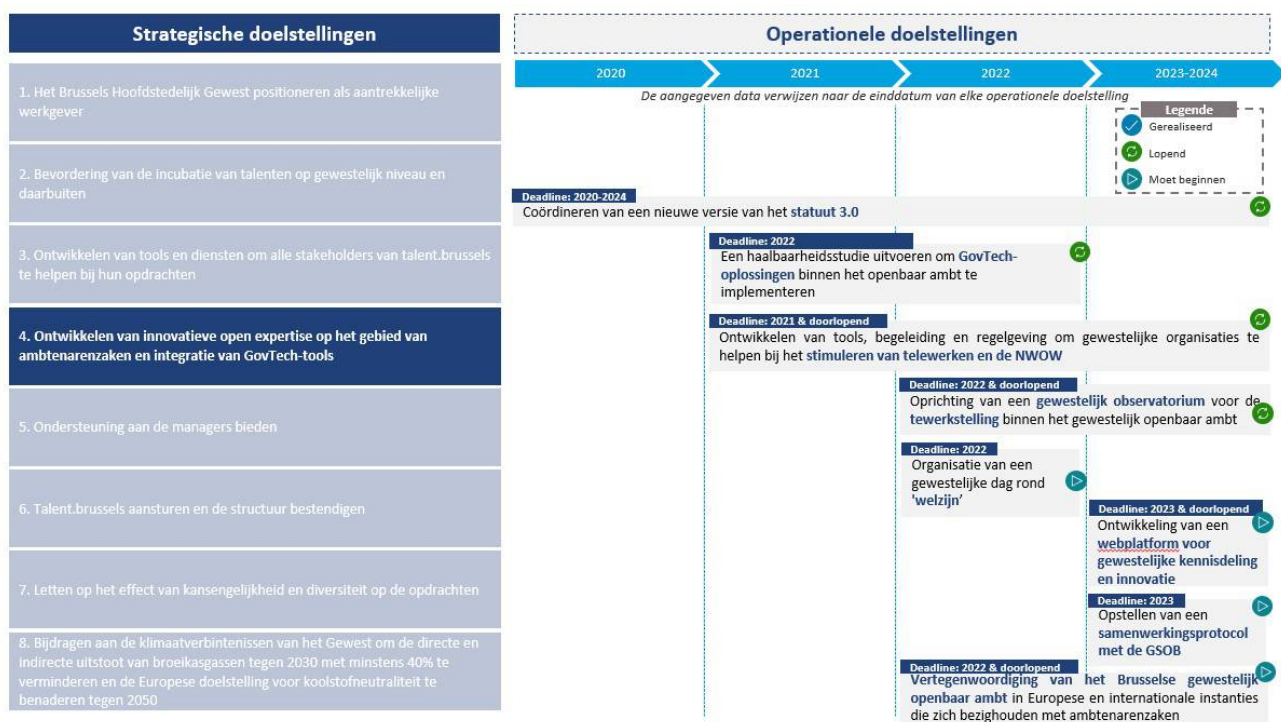 Strategische doelstellingen
1. Het Brussels Hoofdstedelijk Gewest positioneren als aantrekkelijke
werkgever
2. Bevordering van de incubatie van talenten op gewestelijk niveau en
daarbuiten
3. Ontwikkelen van tools en diensten om alle stakeholders van talent.brussels
te helpen bij hun opdrachten
4. Ontwikkelen van innovatieve open expertise op het gebied van
ambtenarenzaken en integratie van GovTech-tools
5. Ondersteuning aan de managers bieden
6. Talent.brussels aansturen en de structuur bestendigen
7. Letten op het effect van kansengelijkheid en diversiteit op de opdrachten
8. Bijdragen aan de klimaatverbintenissen van het Gewest om de directe en
indirecte uitstoot van broeikasgassen tegen 2030 met minstens 40% te
verminderen en de Europese doelstelling voor koolstofneutraliteit te
benaderen tegen 2050
Operationele doelstellingen
2020
2021
2022
2023-2024
De aangegeven data verwijzen naar de einddatum van elke operationele doelstelling
Legende
Gerealiseerd
Lopend
Moet beginnen
Deadline: 2020-2024
Coördineren van een nieuwe versie van het statuut 3.0
Deadline: 2022
Een haalbaarheidsstudie uitvoeren om GovTech-
oplossingen binnen het openbaar ambt te
implementeren
Deadline: 2021 & doorlopend
Ontwikkelen van tools, begeleiding en regelgeving om gewestelijke organisaties te
helpen bij het stimuleren van telewerken en de NWOW
Deadline: 2022 & doorlopend
Oprichting van een gewestelijk observatorium voor de
tewerkstelling binnen het gewestelijk openbaar ambt
Deadline: 2022
Organisatie van een
gewestelijke dag rond
'welzijn'
Deadline: 2023 & doorlopend
Ontwikkeling van een
webplatform voor
gewestelijke kennisdeling
en innovatie
Deadline: 2023
Opstellen van een
samenwerkingsprotocol
met de GSOB
Deadline: 2022 & doorlopend
Vertegenwoordiging van het Brusselse gewestelijk
openbaar ambt in Europese en internationale instanties
die zich bezighouden met ambtenarenzaken